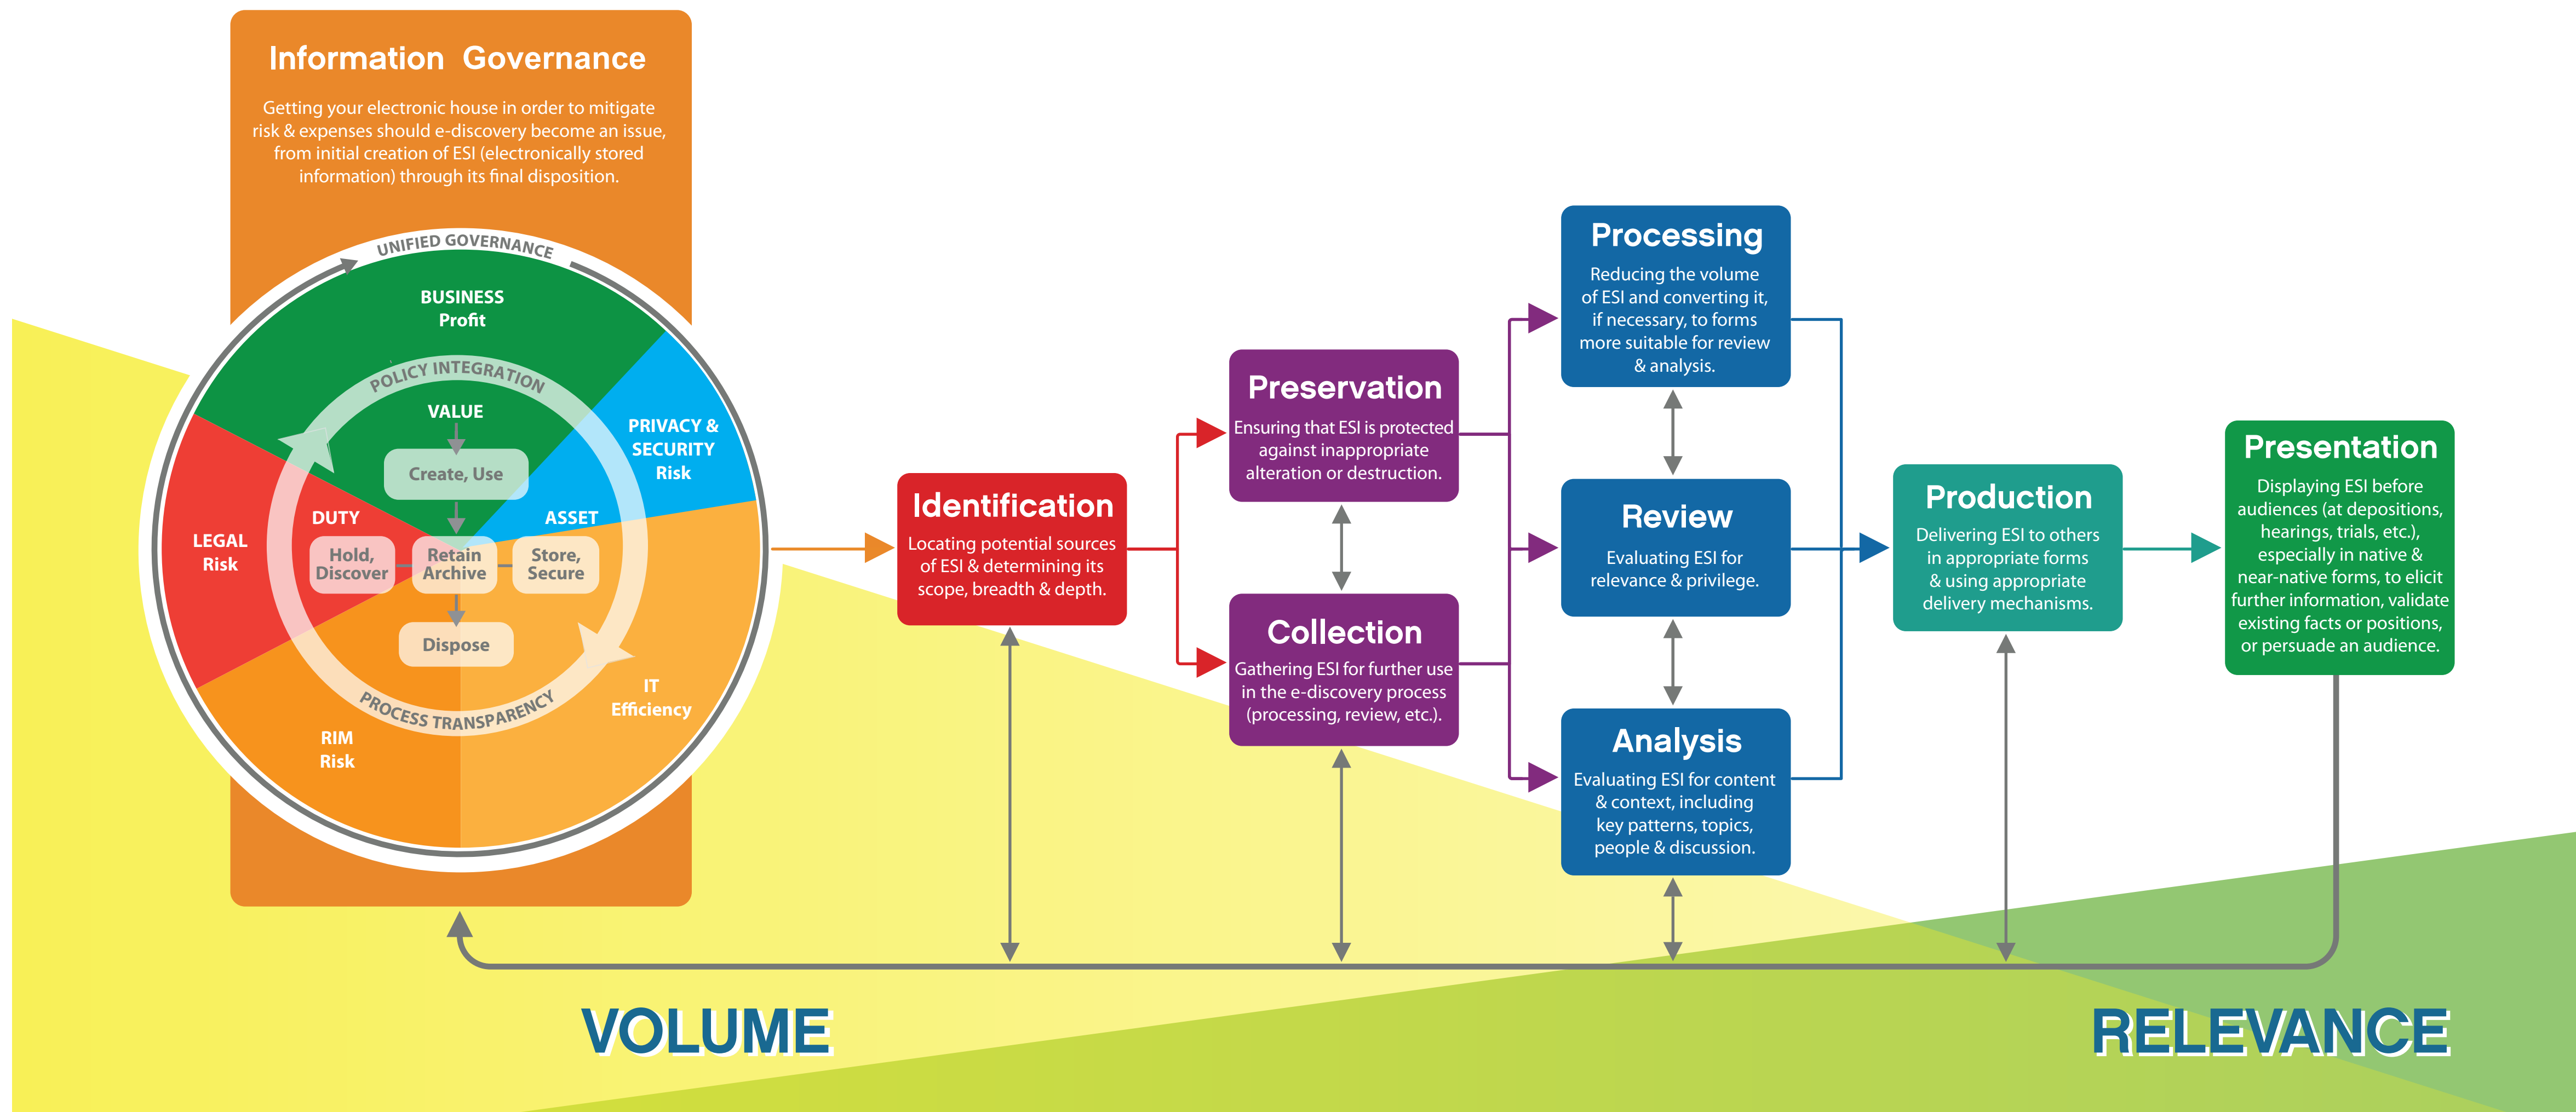 Information Governance
Getting your electronic house in order to mitigate
risk & expenses should e-discovery become an issue,
from initial creation of ESI (electronically stored
information) through its final disposition.
UNIFIED GOVERNANCE
BUSINESS
Profit
POLICY INTEGRATION
VALUE
Create, Use
PRIVACY &
SECURITY
Risk
DUTY
ASSET
LEGAL
Risk
Hold,
Discover
Retain
Archive
Store,
Secure
Dispose
PROCESS TRANSPARENCY
IT
Efficiency
RIM
Risk
Identification
Locating potential sources
of ESI & determining its
scope, breadth & depth.
Preservation
Ensuring that ESI is protected
against inappropriate
alteration or destruction.
Collection
Gathering ESI for further use
in the e-discovery process
(processing, review, etc.).
Processing
Reducing the volume
of ESI and converting it,
if necessary, to forms
more suitable for review
& analysis.
Review
Evaluating ESI for
relevance & privilege.
Analysis
Evaluating ESI for content
& context, including
key patterns, topics,
people & discussion.
Production
Delivering ESI to others
in appropriate forms
& using appropriate
delivery mechanisms.
Presentation
Displaying ESI before
audiences (at depositions,
hearings, trials, etc.),
especially in native &
near-native forms, to elicit
further information, validate
existing facts or positions,
or persuade an audience.
VOLUME
RELEVANCE